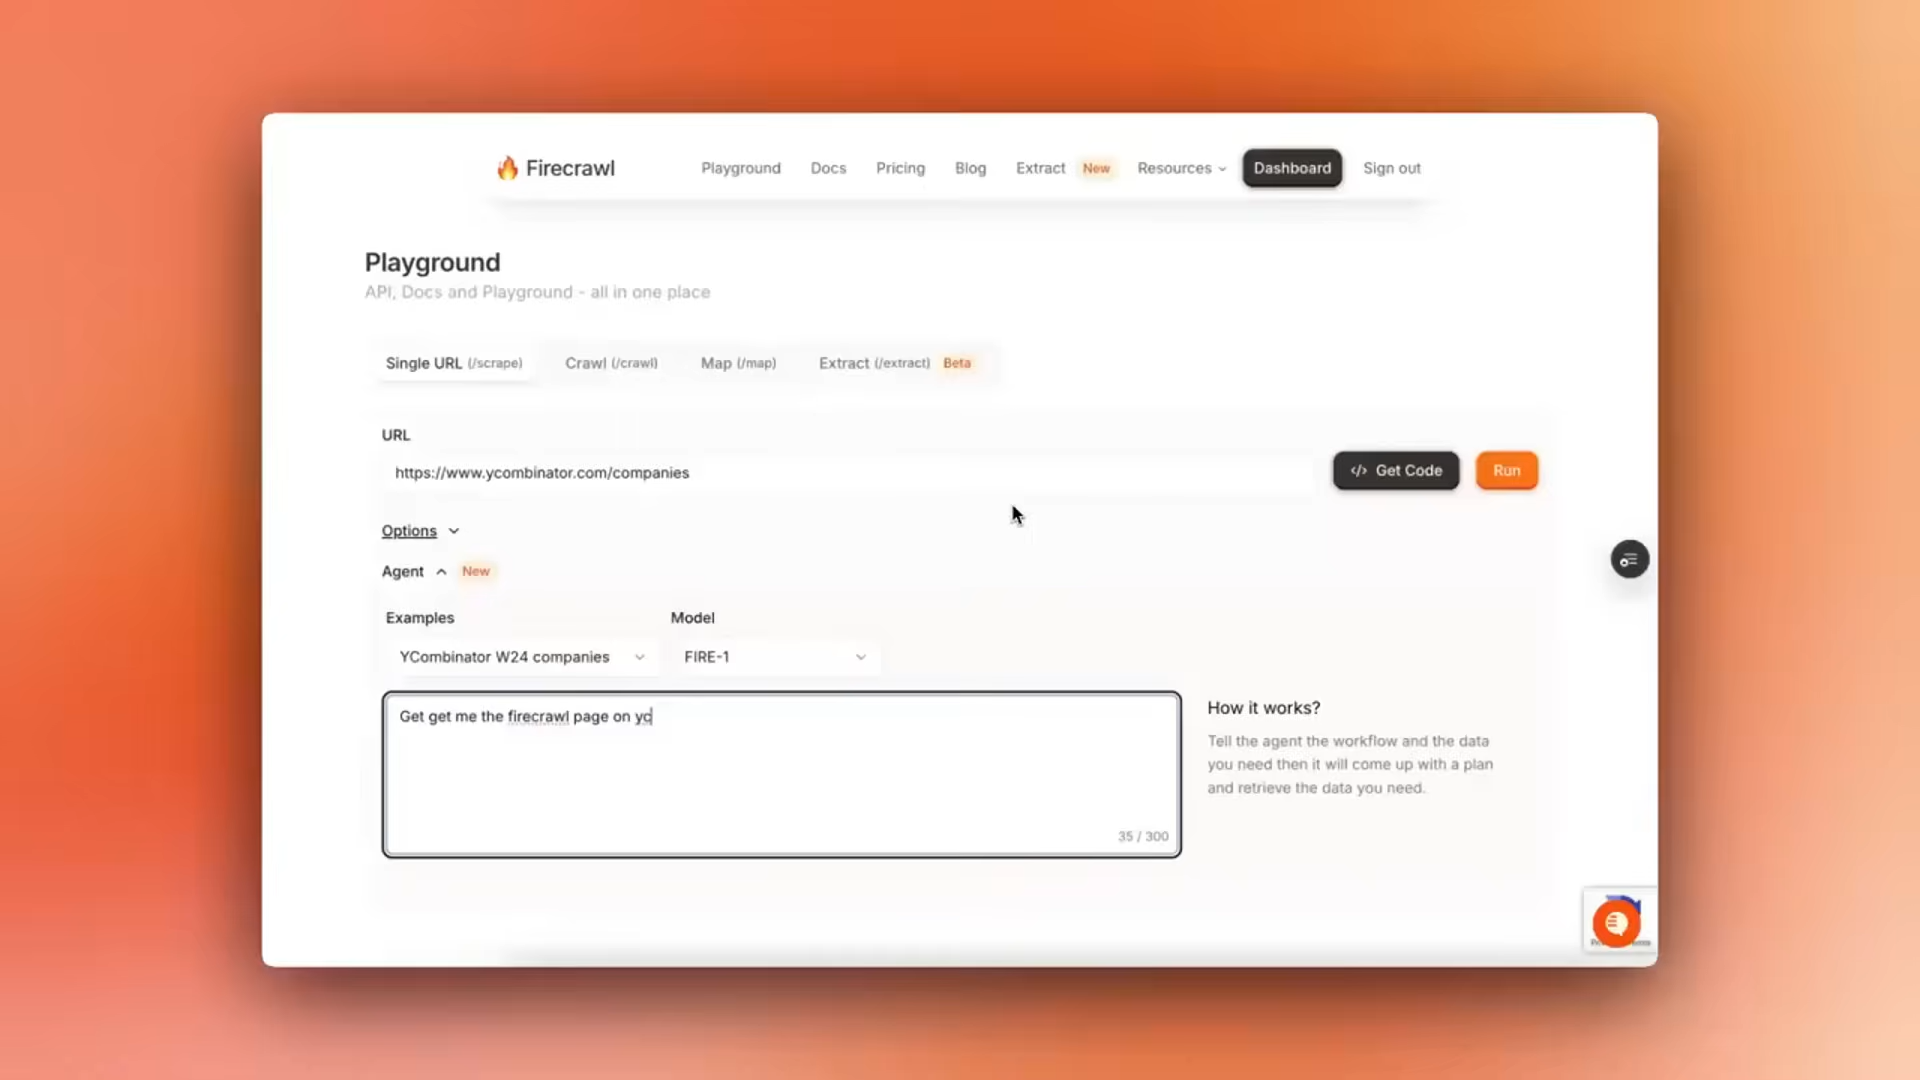 Firecrawl
Playground Docs Pricing Blog Extract New Resources Dashboard Sign out
Playground
API, Docs and Playground - all in one place
Single URL (/scrape) Crawl (/crawl) Map (/map) Extract (/extract) Beta
URL
https://www.ycombinator.com/companies
</> Get Code Run
Options
Agent New
Examples Model
YCombinator W24 companies FIRE-1
Get get me the firecrawl page on yc
35 / 300
How it works?
Tell the agent the workflow and the data
you need then it will come up with a plan
and retrieve the data you need.